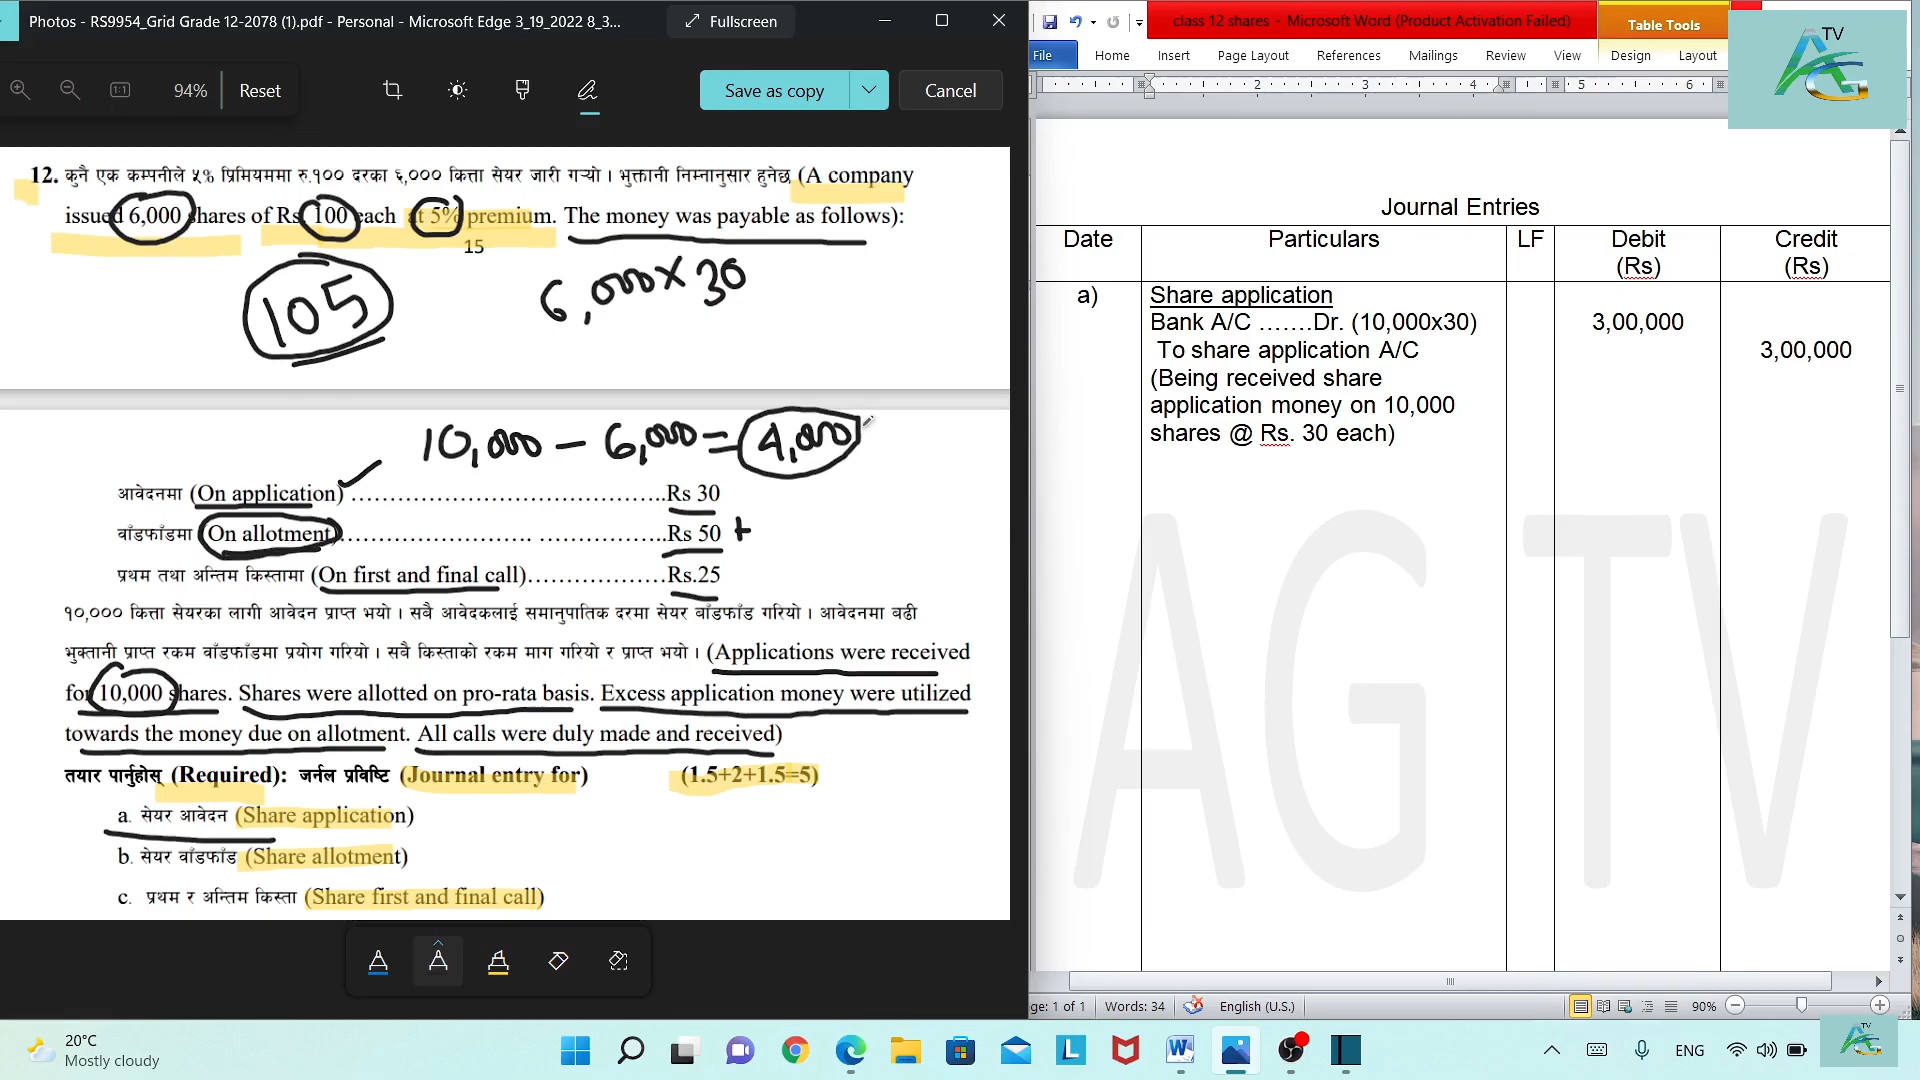 Photos - RS9954_Grid Grade 12-2078 (1).pdf - Personal - Microsoft Edge 3_19_2022 8_3...
Fullscreen
94%
Reset
Save as copy
Cancel
12. कुनै एक कम्पनीले ५% प्रिमियममा रु.१०० दरका ६,००० कित्ता सेयर जारी गऱ्यो । भुक्तानी निम्नानुसार हुनेछ (A company
issued 6,000 shares of Rs. 100 each at 5% premium. The money was payable as follows):
15
105
6,000×30
10,000 – 6,000 = 4,000
आवेदनमा (On application) ........................................Rs 30
बाँडफाँडमा (On allotment)........................ ..................Rs 50 +
प्रथम तथा अन्तिम किस्तामा (On first and final call)....................Rs.25
१०,००० कित्ता सेयरका लागी आवेदन प्राप्त भयो । सबै आवेदकलाई समानुपातिक दरमा सेयर बाँडफाँड गरियो । आवेदनमा बढी
भुक्तानी प्राप्त रकम बाँडफाँडमा प्रयोग गरियो । सबै किस्ताको रकम माग गरियो र प्राप्त भयो । (Applications were received
for 10,000 shares. Shares were allotted on pro-rata basis. Excess application money were utilized
towards the money due on allotment. All calls were duly made and received)
तयार पार्नुहोस् (Required): जर्नल प्रविष्टि (Journal entry for) (1.5+2+1.5=5)
a. सेयर आवेदन (Share application)
b. सेयर बाँडफाँड (Share allotment)
c. प्रथम र अन्तिम किस्ता (Share first and final call)
class 12 shares - Microsoft Word (Product Activation Failed)
Table Tools
File Home Insert Page Layout References Mailings Review View Design Layout
2 3 4 5 6
TV
AG
Journal Entries
Date Particulars LF Debit (Rs) Credit (Rs)
a) Share application
Bank A/C .......Dr. (10,000x30) 3,00,000
To share application A/C 3,00,000
(Being received share
application money on 10,000
shares @ Rs. 30 each)
AG TV
ge: 1 of 1 Words: 34 English (U.S.) 90%
20°C
Mostly cloudy
ENG
TV
AG